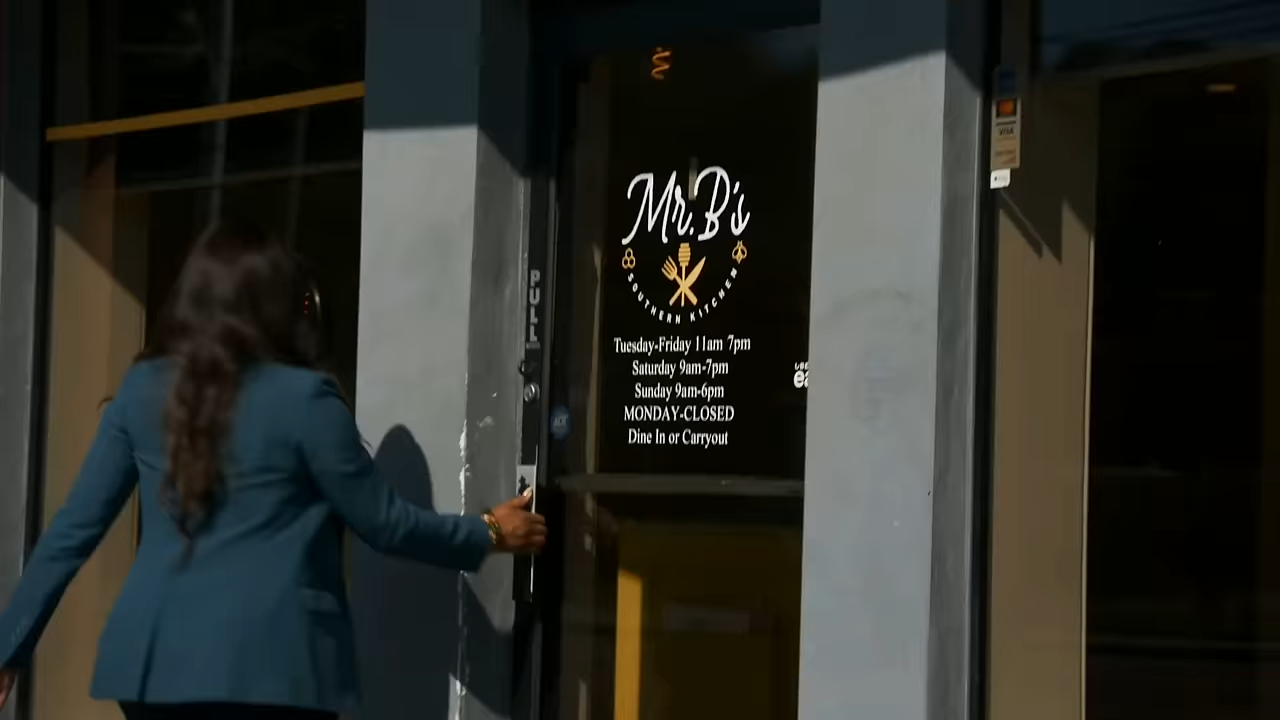 Mr. B's
SOUTHERN KITCHEN
PULL
Tuesday-Friday 11am 7pm
Saturday 9am-7pm
Sunday 9am-6pm
MONDAY-CLOSED
Dine In or Carryout
VISA
ADT